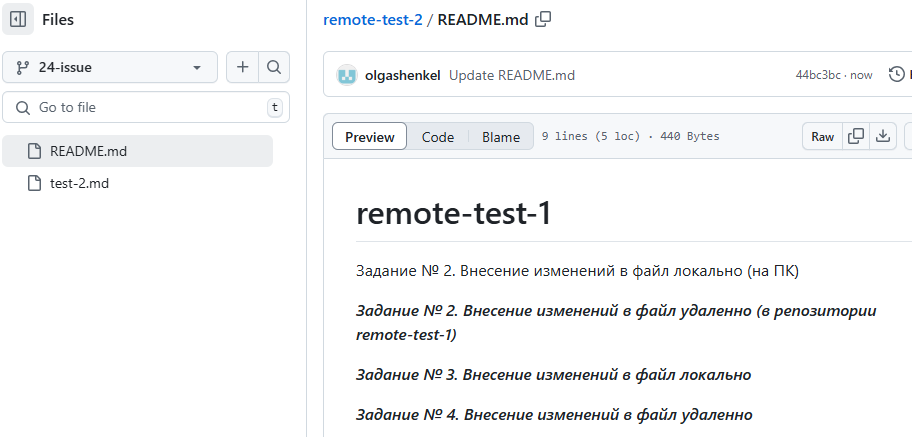 Files
24-issue
Go to file
t
README.md
test-2.md
remote-test-2 / README.md
olgashenkel Update README.md
44bc3bc · now
Preview Code Blame 9 lines (5 loc) · 440 Bytes
Raw
remote-test-1
Задание № 2. Внесение изменений в файл локально (на ПК)
Задание № 2. Внесение изменений в файл удаленно (в репозитории
remote-test-1)
Задание № 3. Внесение изменений в файл локально
Задание № 4. Внесение изменений в файл удаленно